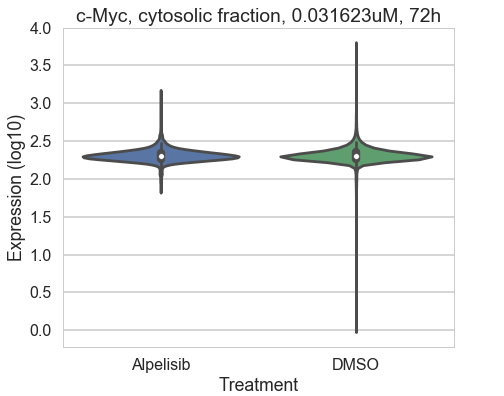 c-Myc, cytosolic fraction, 0.031623uM, 72h
4.0
3.5
3.0
2.5
2.0
1.5
1.0
0.5
0.0
Expression (log10)
Alpelisib
DMSO
Treatment